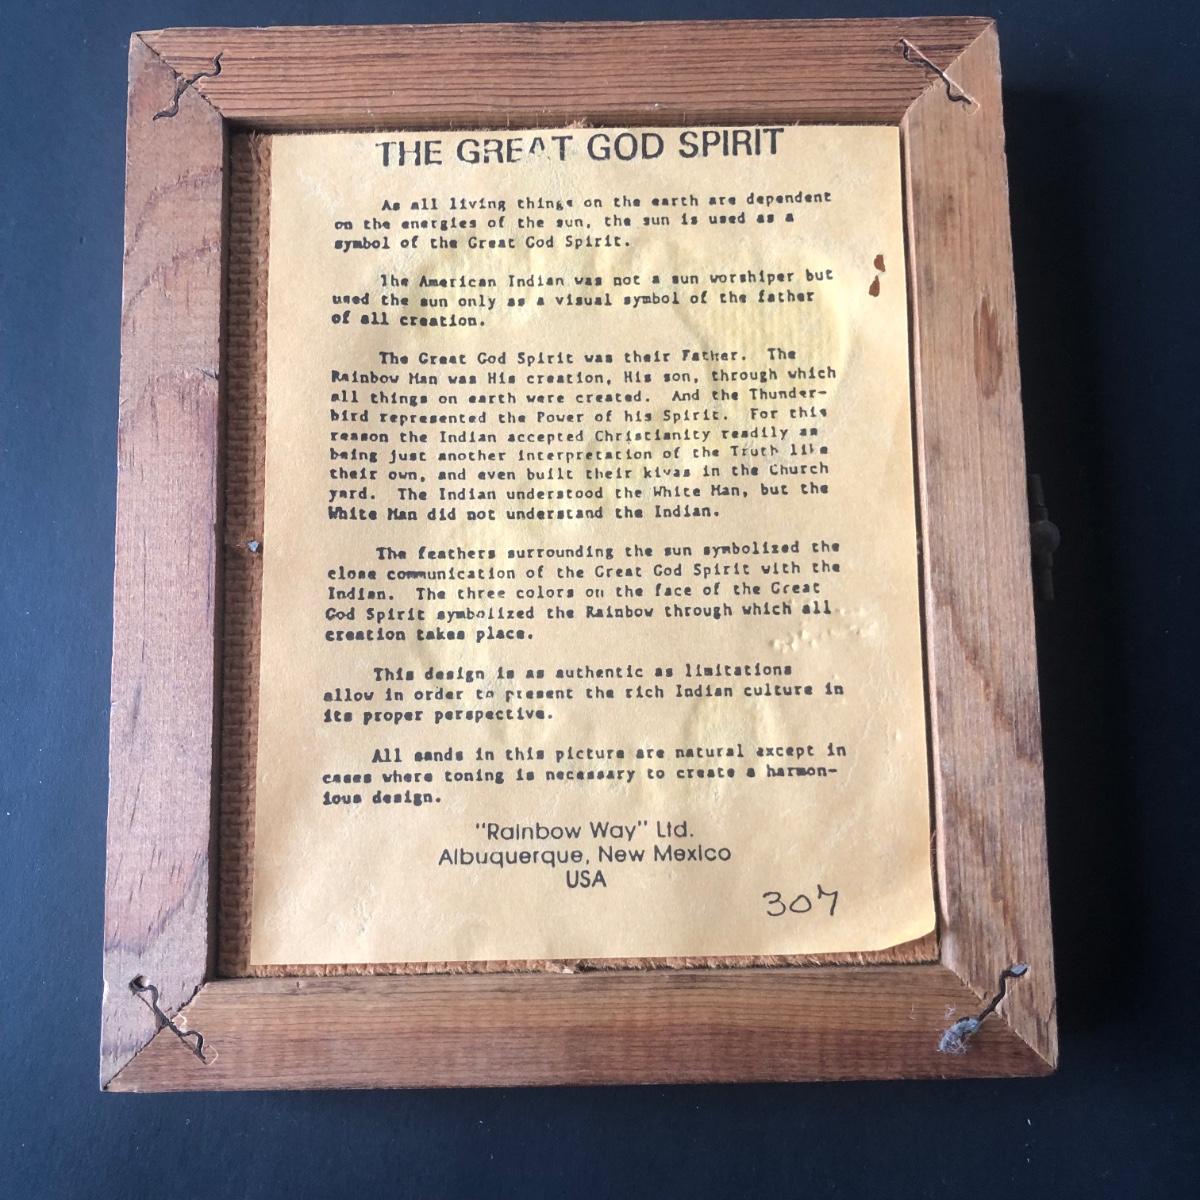 THE GREAT GOD SPIRIT
As all living things on the earth are dependent
on the energies of the sun, the sun is used as a
symbol of the Great God Spirit.
The American Indian was not a sun worshiper but
used the sun only as a visual symbol of the father
of all creation.
The Great God Spirit was their Father. The
Rainbow Man was His creation, His son, through which
all things on earth were created. And the Thunder-
bird represented the Power of his Spirit. For this
reason the Indian accepted Christianity readily as
being just another interpretation of the Truth like
their own, and even built their kivas in the Church
yard. The Indian understood the White Man, but the
White Man did not understand the Indian.
The feathers surrounding the sun symbolized the
close communication of the Great God Spirit with the
Indian. The three colors on the face of the Great
God Spirit symbolized the Rainbow through which all
creation takes place.
This design is as authentic as limitations
allow in order to present the rich Indian culture in
its proper perspective.
All sands in this picture are natural except in
cases where toning is necessary to create a harmon-
ious design.
"Rainbow Way" Ltd.
Albuquerque, New Mexico
USA
307